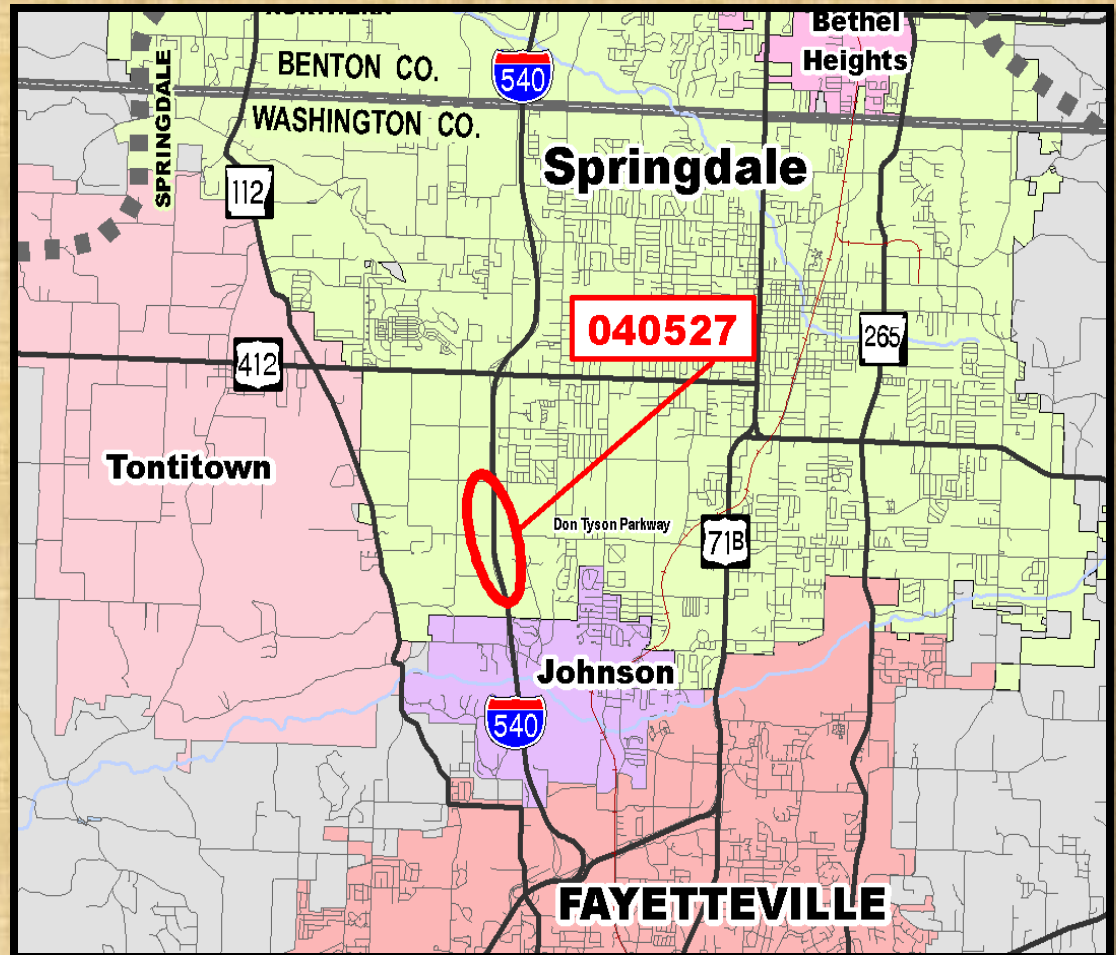 NORTHERN
Bethel
Heights
BENTON CO.
540
WASHINGTON CO.
SPRINGDALE
Springdale
112
040527
265
412
Tontitown
Don Tyson Parkway
71B
Johnson
540
FAYETTEVILLE